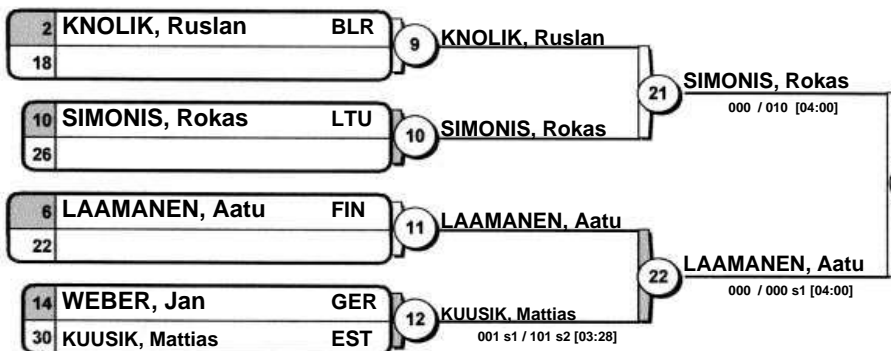 2 KNOLIK, Ruslan BLR
18
9 KNOLIK, Ruslan
10 SIMONIS, Rokas LTU
26
10 SIMONIS, Rokas
21 SIMONIS, Rokas
000 / 010 [04:00]
6 LAAMANEN, Aatu FIN
22
11 LAAMANEN, Aatu
14 WEBER, Jan GER
30 KUUSIK, Mattias EST
12 KUUSIK, Mattias
001 s1 / 101 s2 [03:28]
22 LAAMANEN, Aatu
000 / 000 s1 [04:00]